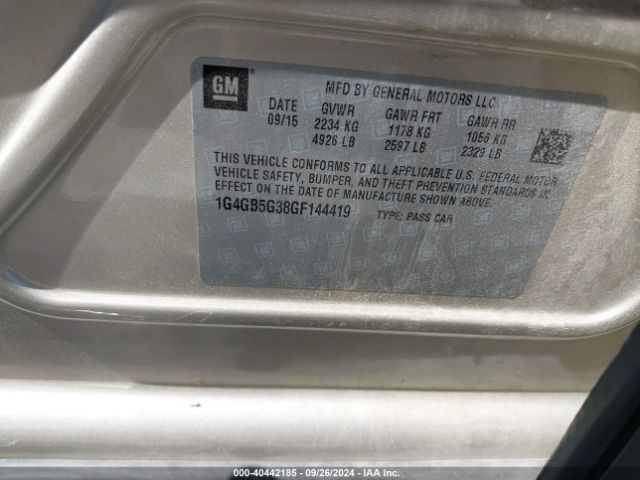 GM
MFD BY GENERAL MOTORS LLC
DATE GVWR GAWR FRT GAWR RR
09/15 2234 KG 1178 KG 1056 KG
4926 LB 2597 LB 2329 LB
THIS VEHICLE CONFORMS TO ALL APPLICABLE U.S. FEDERAL MOTOR
VEHICLE SAFETY, BUMPER, AND THEFT PREVENTION STANDARDS IN
EFFECT ON THE DATE OF MANUFACTURE SHOWN ABOVE.
1G4GB5G38GF144419 TYPE: PASS CAR
000-40442185 - 09/26/2024 - IAA Inc.